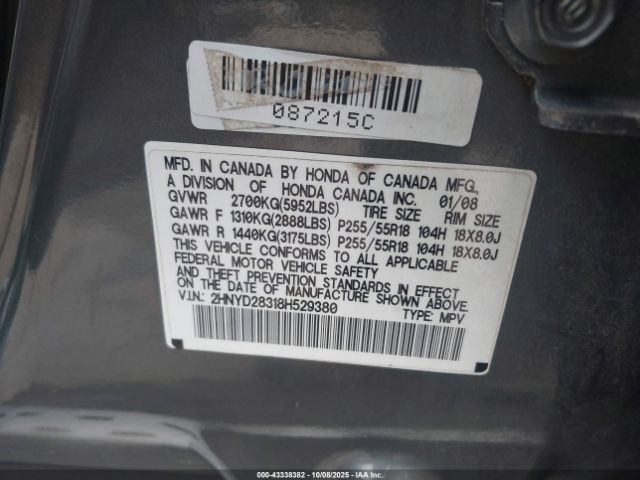 087215C
MFD. IN CANADA BY HONDA OF CANADA MFG.,
A DIVISION OF HONDA CANADA INC. 01/08
GVWR 2700KG(5952LBS) TIRE SIZE RIM SIZE
GAWR F 1310KG(2888LBS) P255/55R18 104H 18X8.0J
GAWR R 1440KG(3175LBS) P255/55R18 104H 18X8.0J
THIS VEHICLE CONFORMS TO ALL APPLICABLE
FEDERAL MOTOR VEHICLE SAFETY
AND THEFT PREVENTION STANDARDS IN EFFECT
ON THE DATE OF MANUFACTURE SHOWN ABOVE.
V.I.N.: 2HNYD28318H529380 TYPE: MPV
000-43338382 | 10/08/2025 | IAA Inc.